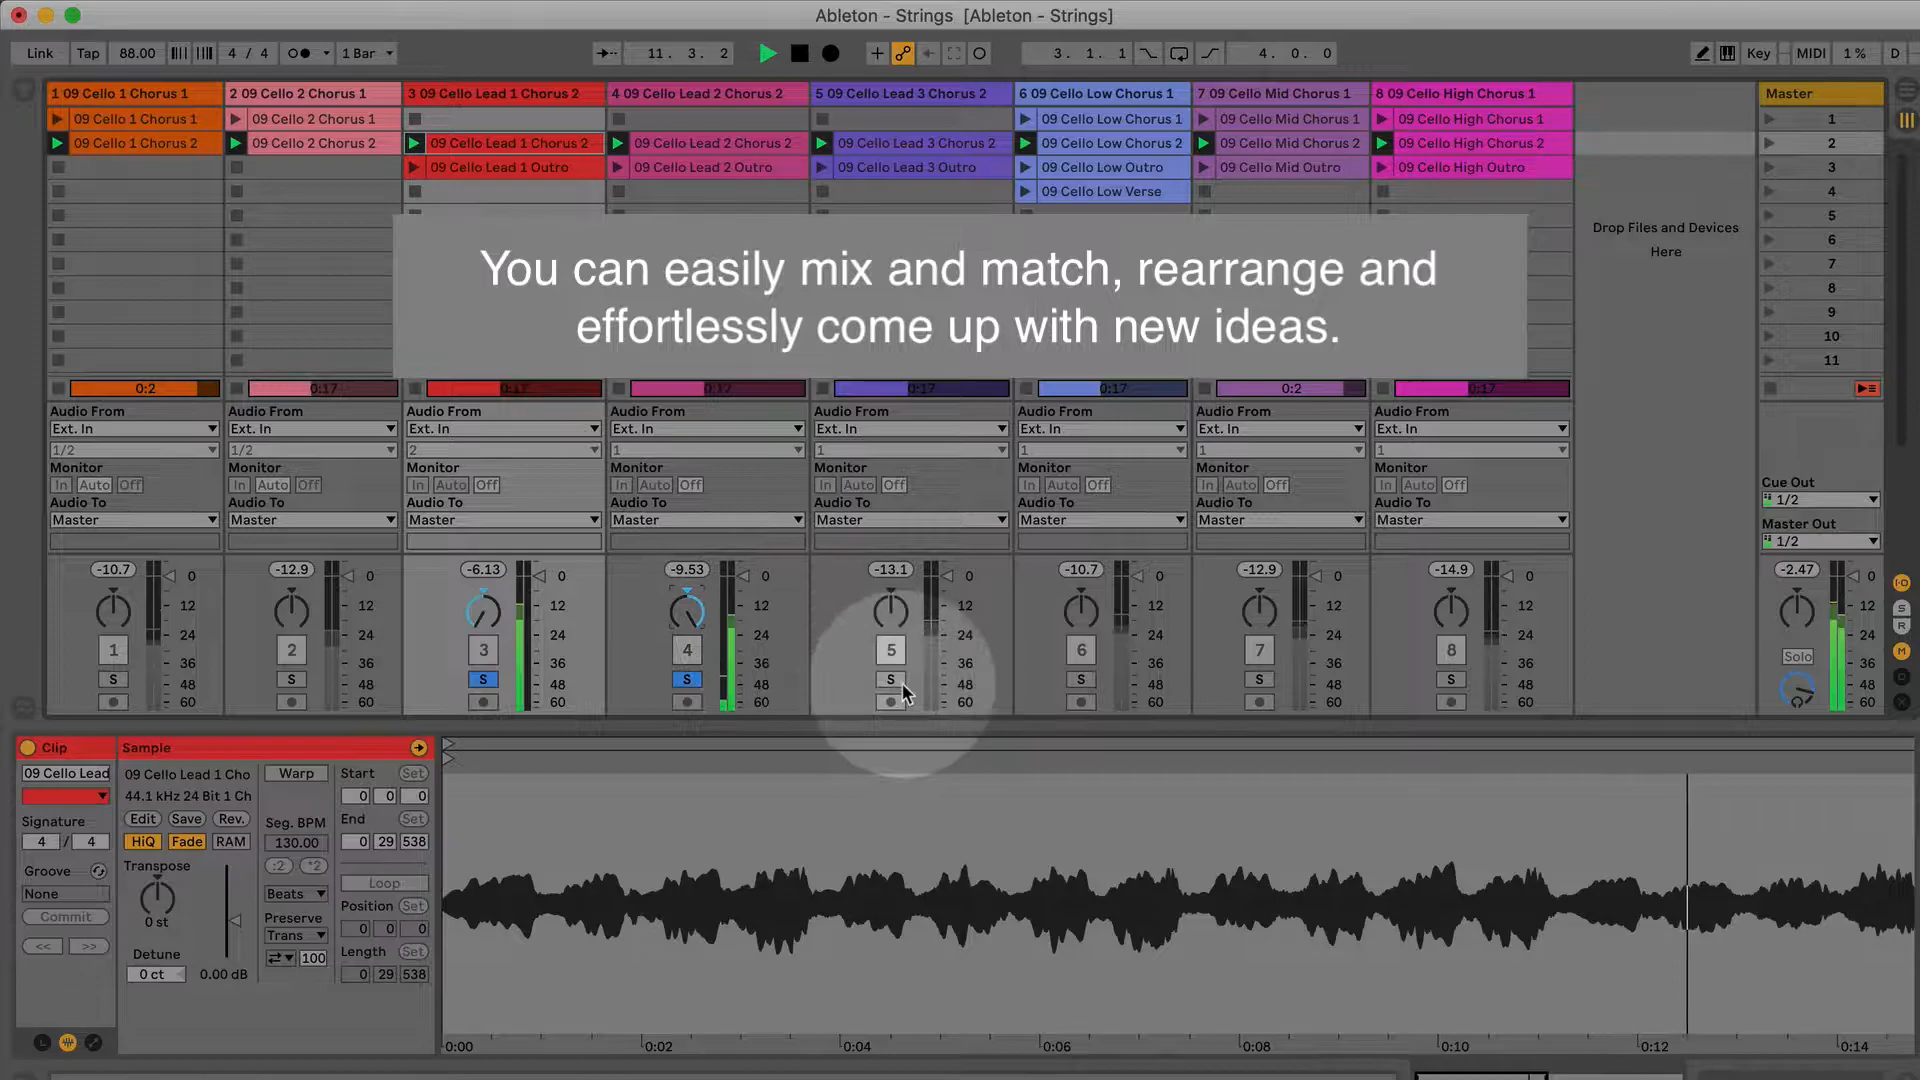 Ableton - Strings [Ableton - Strings]
Link Tap 88.00 4 / 4 1 Bar 11. 3. 2 3. 1. 1 4. 0. 0 Key MIDI 1 % D
1 09 Cello 1 Chorus 1 2 09 Cello 2 Chorus 1 3 09 Cello Lead 1 Chorus 2 4 09 Cello Lead 2 Chorus 2 5 09 Cello Lead 3 Chorus 2 6 09 Cello Low Chorus 1 7 09 Cello Mid Chorus 1 8 09 Cello High Chorus 1 Master
09 Cello 1 Chorus 1 09 Cello 2 Chorus 1 09 Cello Low Chorus 1 09 Cello Mid Chorus 1 09 Cello High Chorus 1 1
09 Cello 1 Chorus 2 09 Cello 2 Chorus 2 09 Cello Lead 1 Chorus 2 09 Cello Lead 2 Chorus 2 09 Cello Lead 3 Chorus 2 09 Cello Low Chorus 2 09 Cello Mid Chorus 2 09 Cello High Chorus 2 2
09 Cello Lead 1 Outro 09 Cello Lead 2 Outro 09 Cello Lead 3 Outro 09 Cello Low Outro 09 Cello Mid Outro 09 Cello High Outro 3
09 Cello Low Verse 4
5
Drop Files and Devices
Here
6
7
8
9
10
11
You can easily mix and match, rearrange and
effortlessly come up with new ideas.
0:2 0:17 0:17 0:17 0:17 0:17 0:2 0:17
Audio From Audio From Audio From Audio From Audio From Audio From Audio From Audio From
Ext. In Ext. In Ext. In Ext. In Ext. In Ext. In Ext. In Ext. In
1/2 1/2 2 1 1 1 1 1
Monitor Monitor Monitor Monitor Monitor Monitor Monitor Monitor
In Auto Off In Auto Off In Auto Off In Auto Off In Auto Off In Auto Off In Auto Off In Auto Off
Cue Out
1/2
Audio To Audio To Audio To Audio To Audio To Audio To Audio To Audio To
Master Master Master Master Master Master Master Master
Master Out
1/2
-10.7 -12.9 -6.13 -9.53 -13.1 -10.7 -12.9 -14.9 -2.47
0 0 0 0 0 0 0 0 0
12 12 12 12 12 12 12 12 12
24 24 24 24 24 24 24 24 24
1 2 3 4 5 6 7 8 Solo
36 36 36 36 36 36 36 36 36
S S S S S S S S
48 48 48 48 48 48 48 48 48
60 60 60 60 60 60 60 60 60
I·O
S
R
M
D
Clip Sample
09 Cello Lead 09 Cello Lead 1 Cho Warp Start Set
44.1 kHz 24 Bit 1 Ch 0 0 0
Signature Edit Save Rev. Seg. BPM End Set
4 / 4 HiQ Fade RAM 130.00 0 29 538
Groove Transpose :2 *2
None 0 st Beats Loop
Commit Preserve Position Set
<< >> Trans 0 0 0
Detune 100 Length Set
0 ct 0.00 dB 0 29 538
L
0:00 0:02 0:04 0:06 0:08 0:10 0:12 0:14